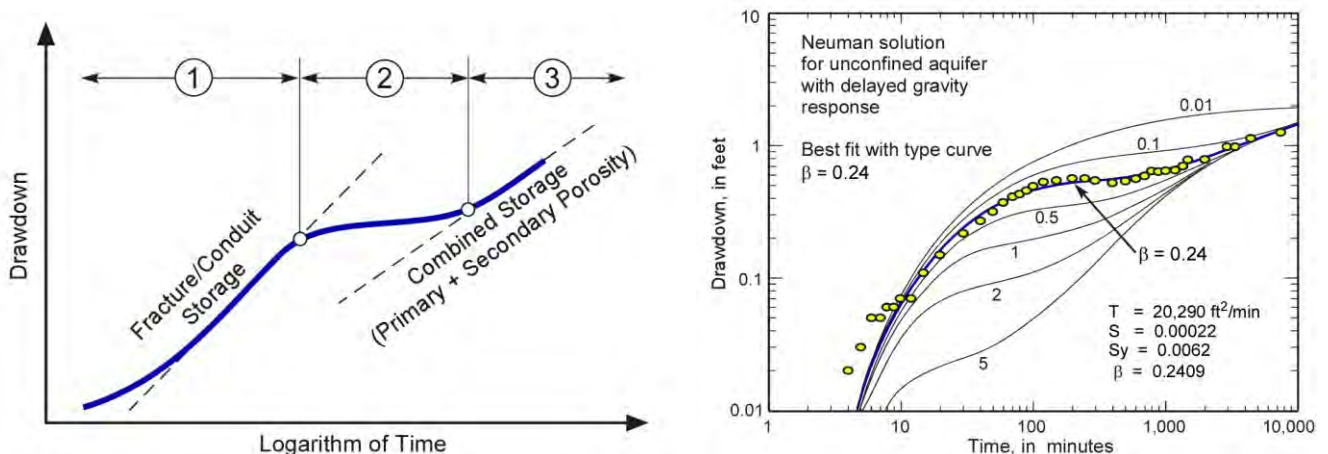 1
2
3
Drawdown
Fracture/Conduit
Storage
Combined Storage
(Primary + Secondary Porosity)
Logarithm of Time
Neuman solution
for unconfined aquifer
with delayed gravity
response
Best fit with type curve
β = 0.24
0.01
0.1
0.5
1
2
5
β = 0.24
T = 20,290 ft²/min
S = 0.00022
Sy = 0.0062
β = 0.2409
Drawdown, in feet
10
1.0
0.1
0.01
1
10
100
1,000
10,000
Time, in minutes